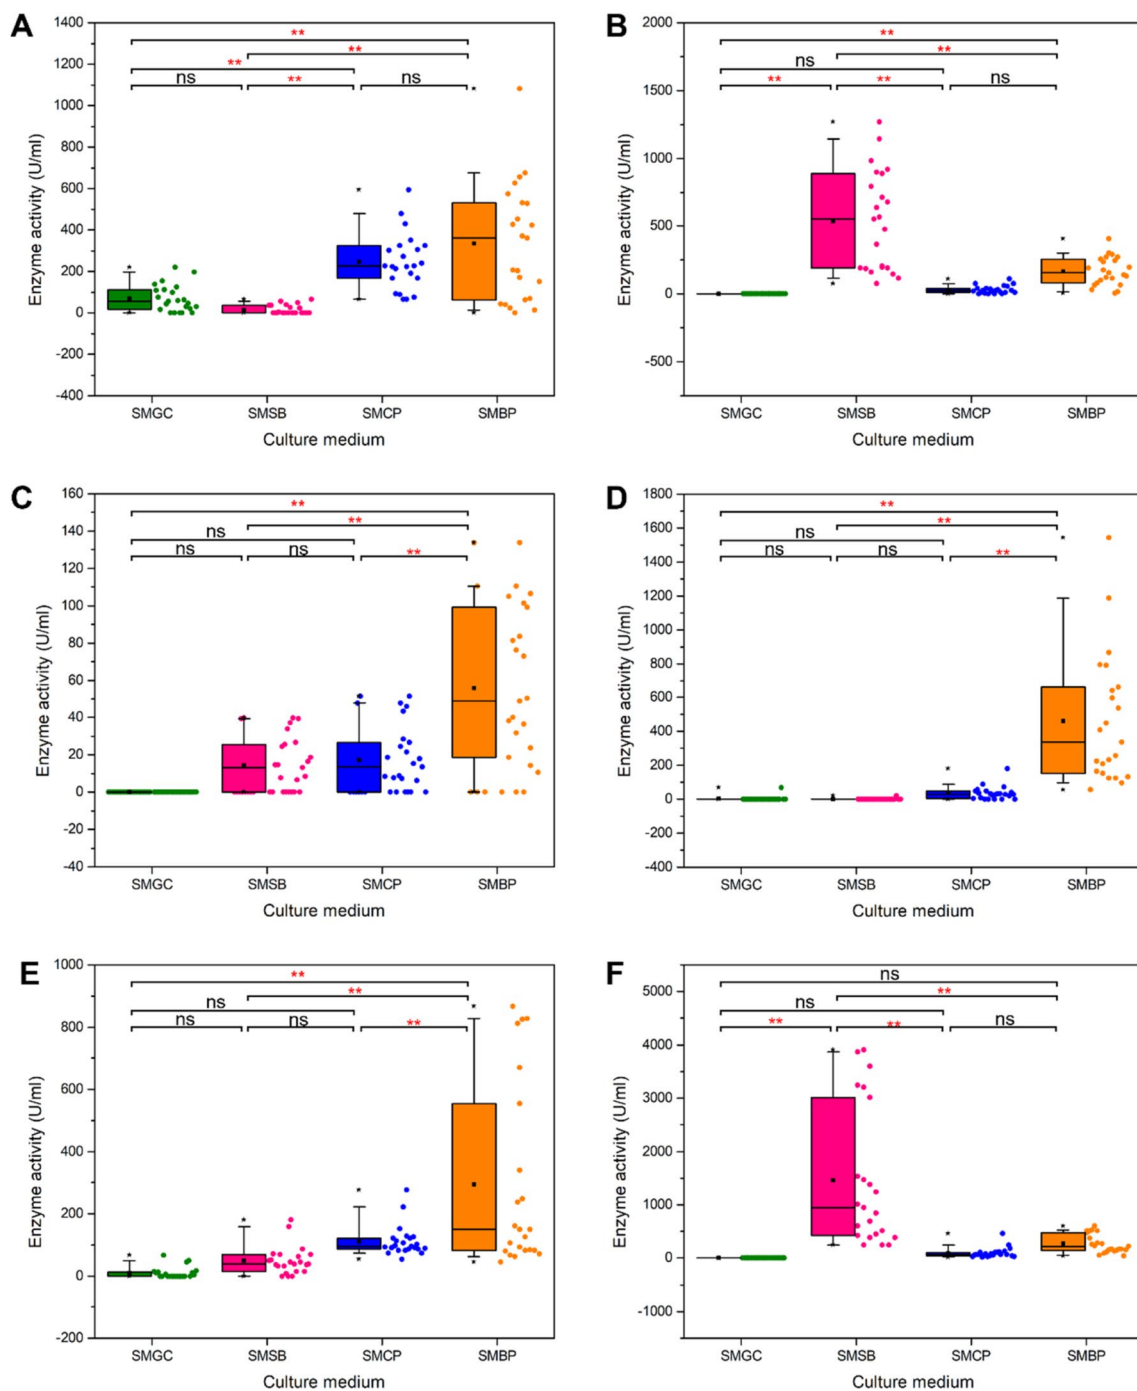 A
Enzyme activity (U/ml)
1400
1200
1000
800
600
400
200
0
-200
-400
**
**
**
ns ** ns
SMGC SMSB SMCP SMBP
Culture medium
B
Enzyme activity (U/ml)
2000
1500
1000
500
0
-500
**
**
ns
** ** ns
SMGC SMSB SMCP SMBP
Culture medium
C
Enzyme activity (U/ml)
160
140
120
100
80
60
40
20
0
-20
-40
**
**
ns
ns ns **
SMGC SMSB SMCP SMBP
Culture medium
D
Enzyme activity (U/ml)
1800
1600
1400
1200
1000
800
600
400
200
0
-200
-400
**
**
ns
ns ns **
SMGC SMSB SMCP SMBP
Culture medium
E
Enzyme activity (U/ml)
1000
800
600
400
200
0
-200
**
**
ns
ns ns **
SMGC SMSB SMCP SMBP
Culture medium
F
Enzyme activity (U/ml)
5000
4000
3000
2000
1000
0
-1000
ns
**
ns
** ** ns
SMGC SMSB SMCP SMBP
Culture medium